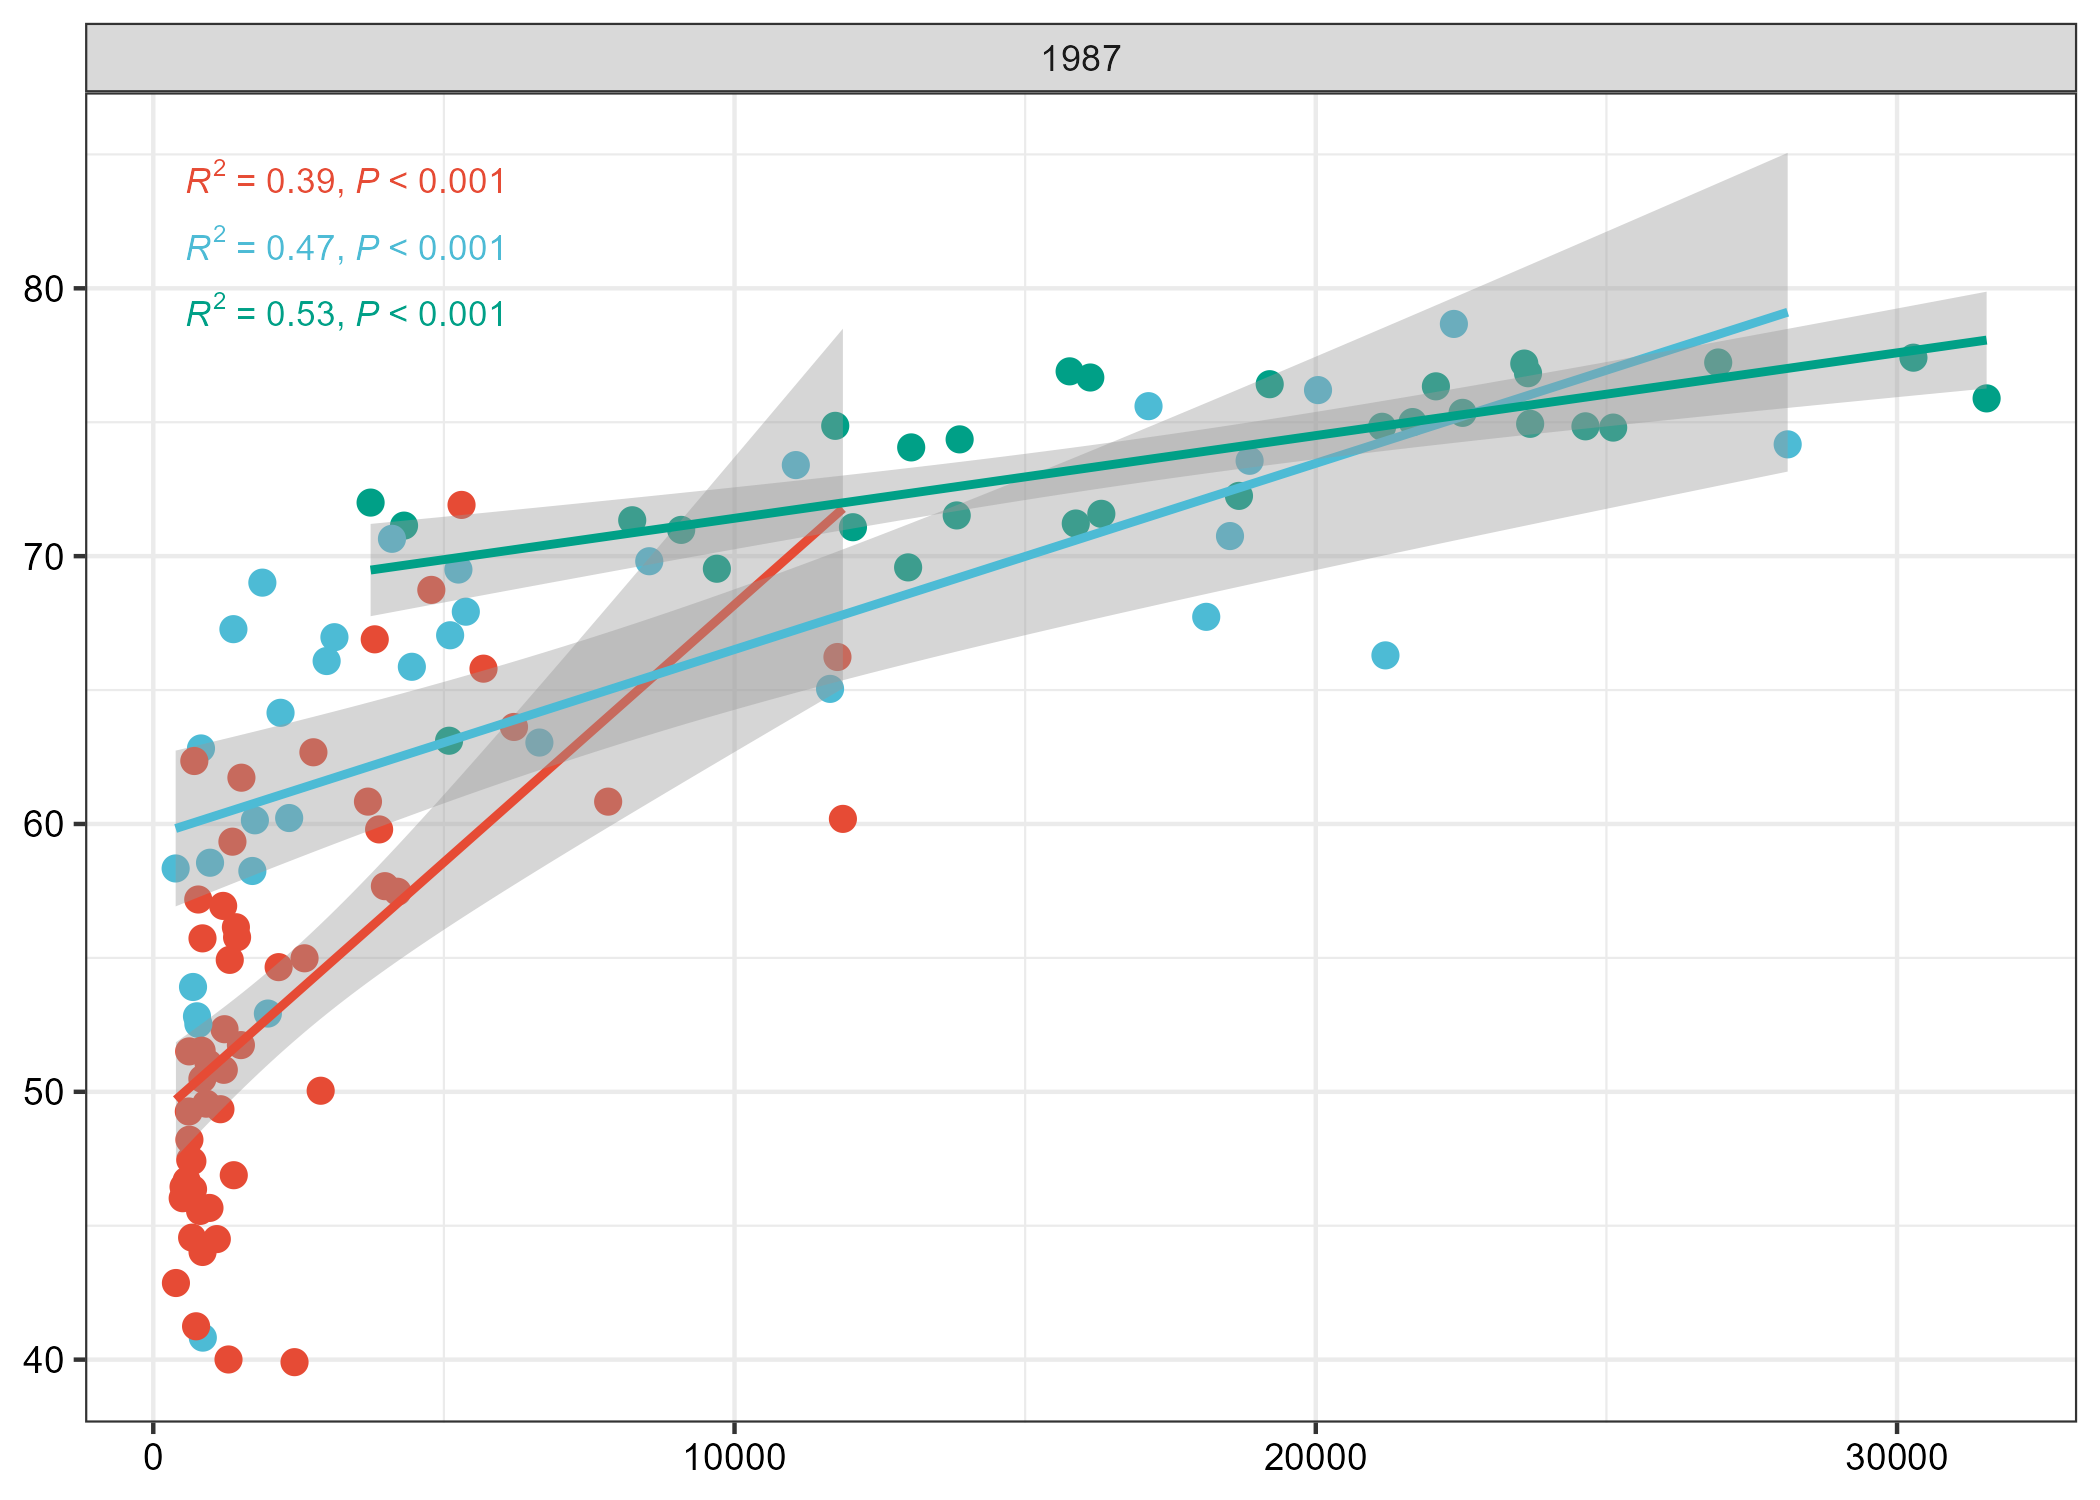 1987
R² = 0.39, P < 0.001
R² = 0.47, P < 0.001
R² = 0.53, P < 0.001
80
70
60
50
40
0 10000 20000 30000